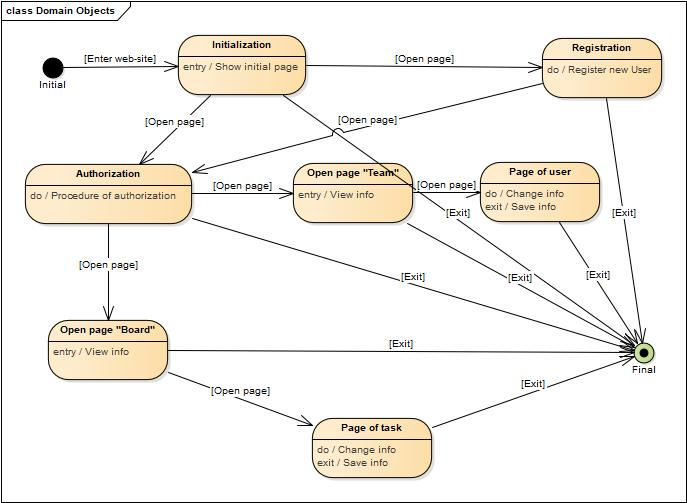 class Domain Objects
Initialization
entry / Show initial page
Registration
do / Register new User
[Enter web-site]
[Open page]
Initial
[Open page]
[Open page]
Authorization
do / Procedure of authorization
[Open page]
Open page "Team"
entry / View info
[Open page]
Page of user
do / Change info
exit / Save info
[Exit]
[Exit]
[Open page]
[Exit]
[Exit]
[Exit]
Open page "Board"
entry / View info
[Exit]
Final
[Open page]
[Exit]
Page of task
do / Change info
exit / Save info